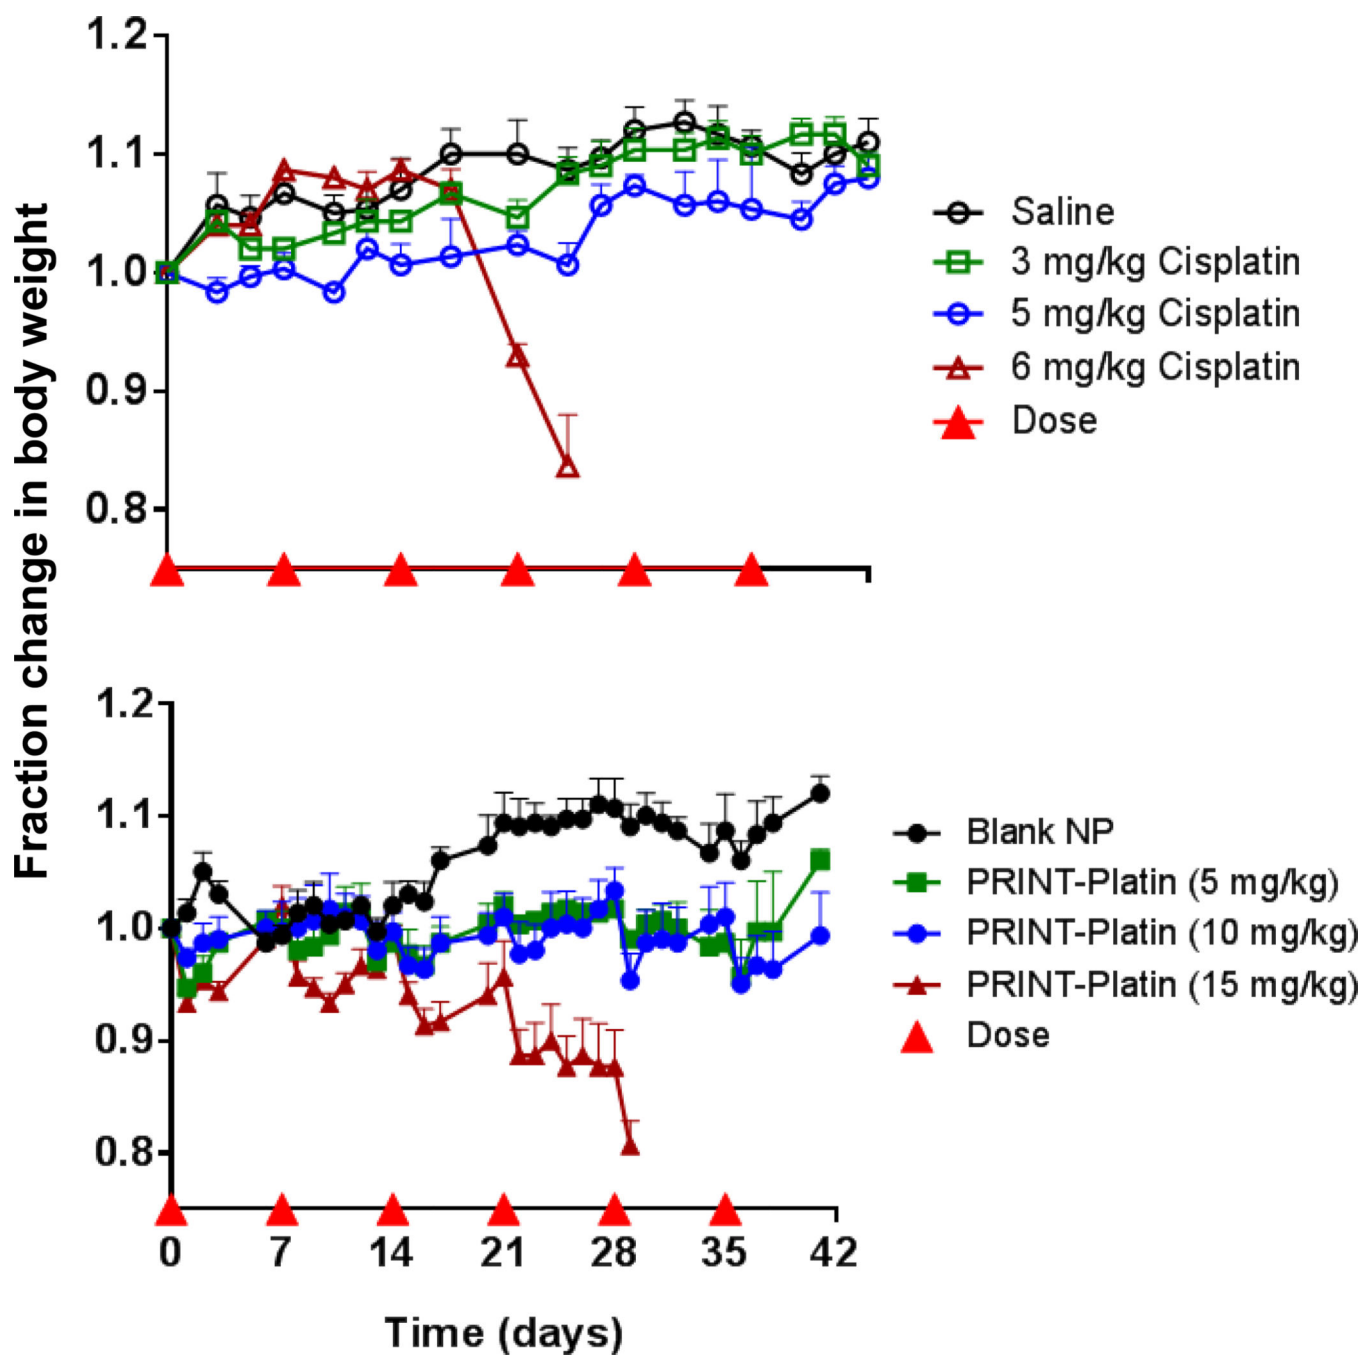 Fraction change in body weight
1.2
1.1
1.0
0.9
0.8
Saline
3 mg/kg Cisplatin
5 mg/kg Cisplatin
6 mg/kg Cisplatin
Dose
1.2
1.1
1.0
0.9
0.8
Blank NP
PRINT-Platin (5 mg/kg)
PRINT-Platin (10 mg/kg)
PRINT-Platin (15 mg/kg)
Dose
0 7 14 21 28 35 42
Time (days)